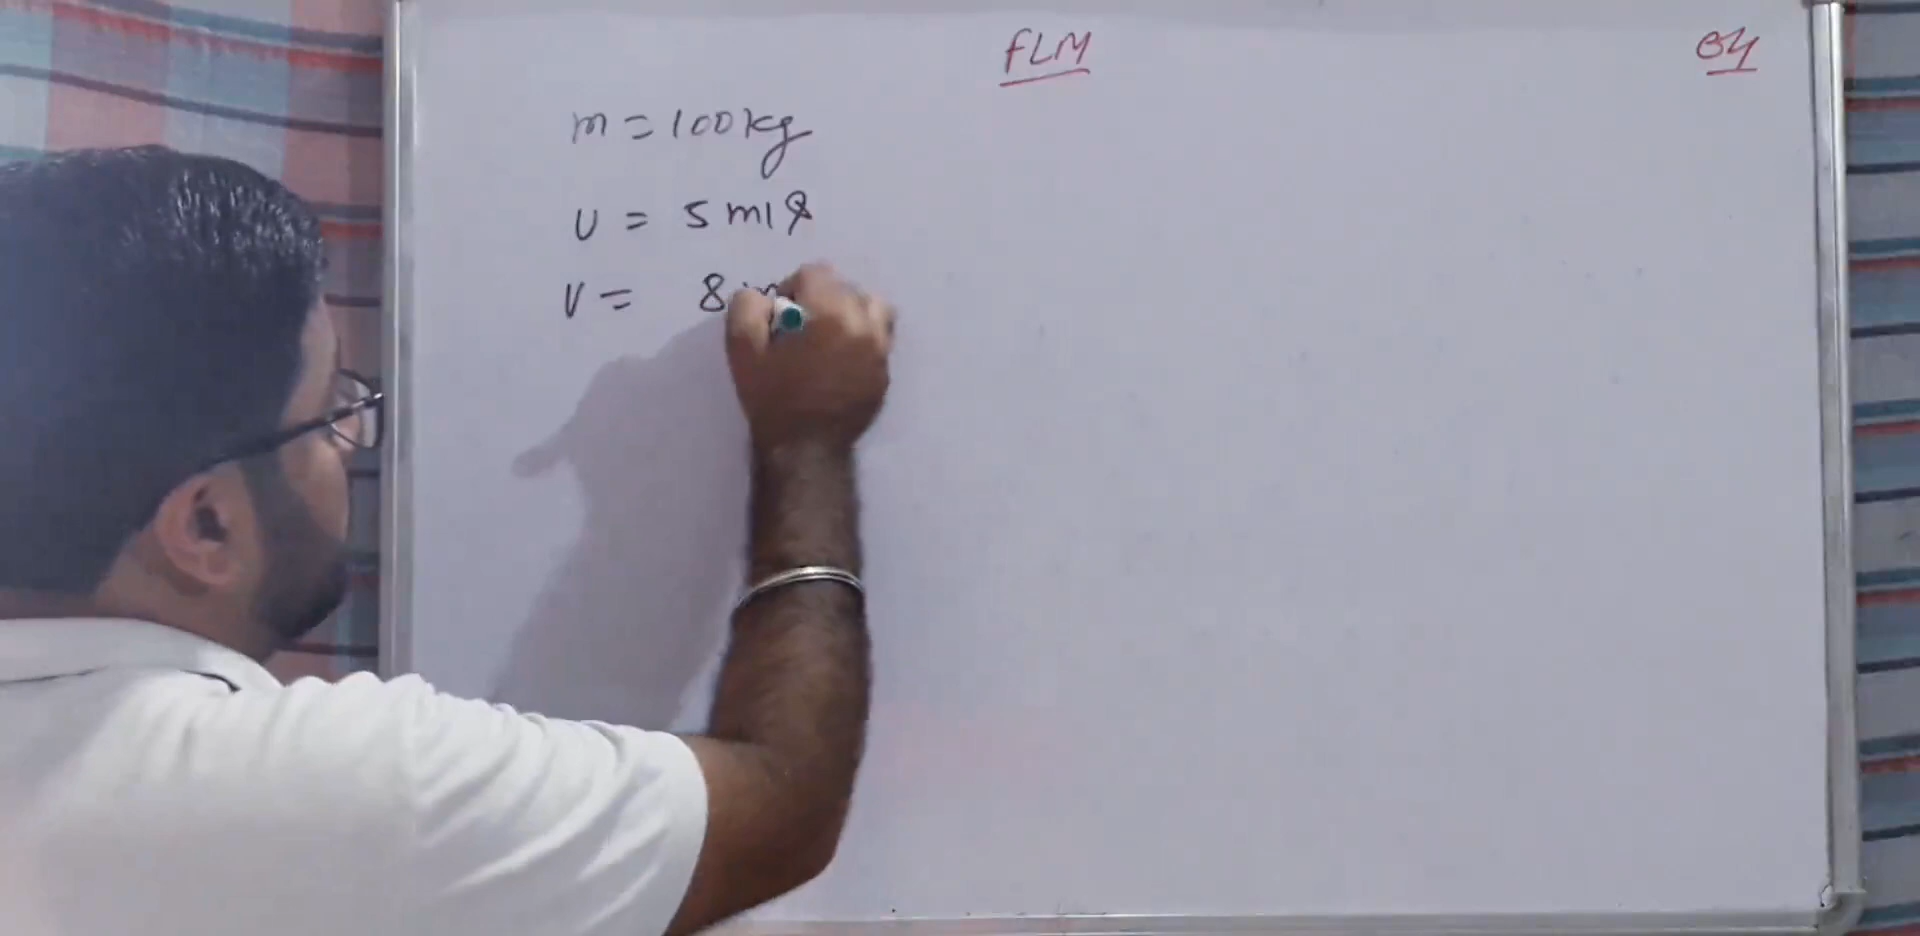 FLM
04
m = 100kg
u = 5 m/s
v = 8 m